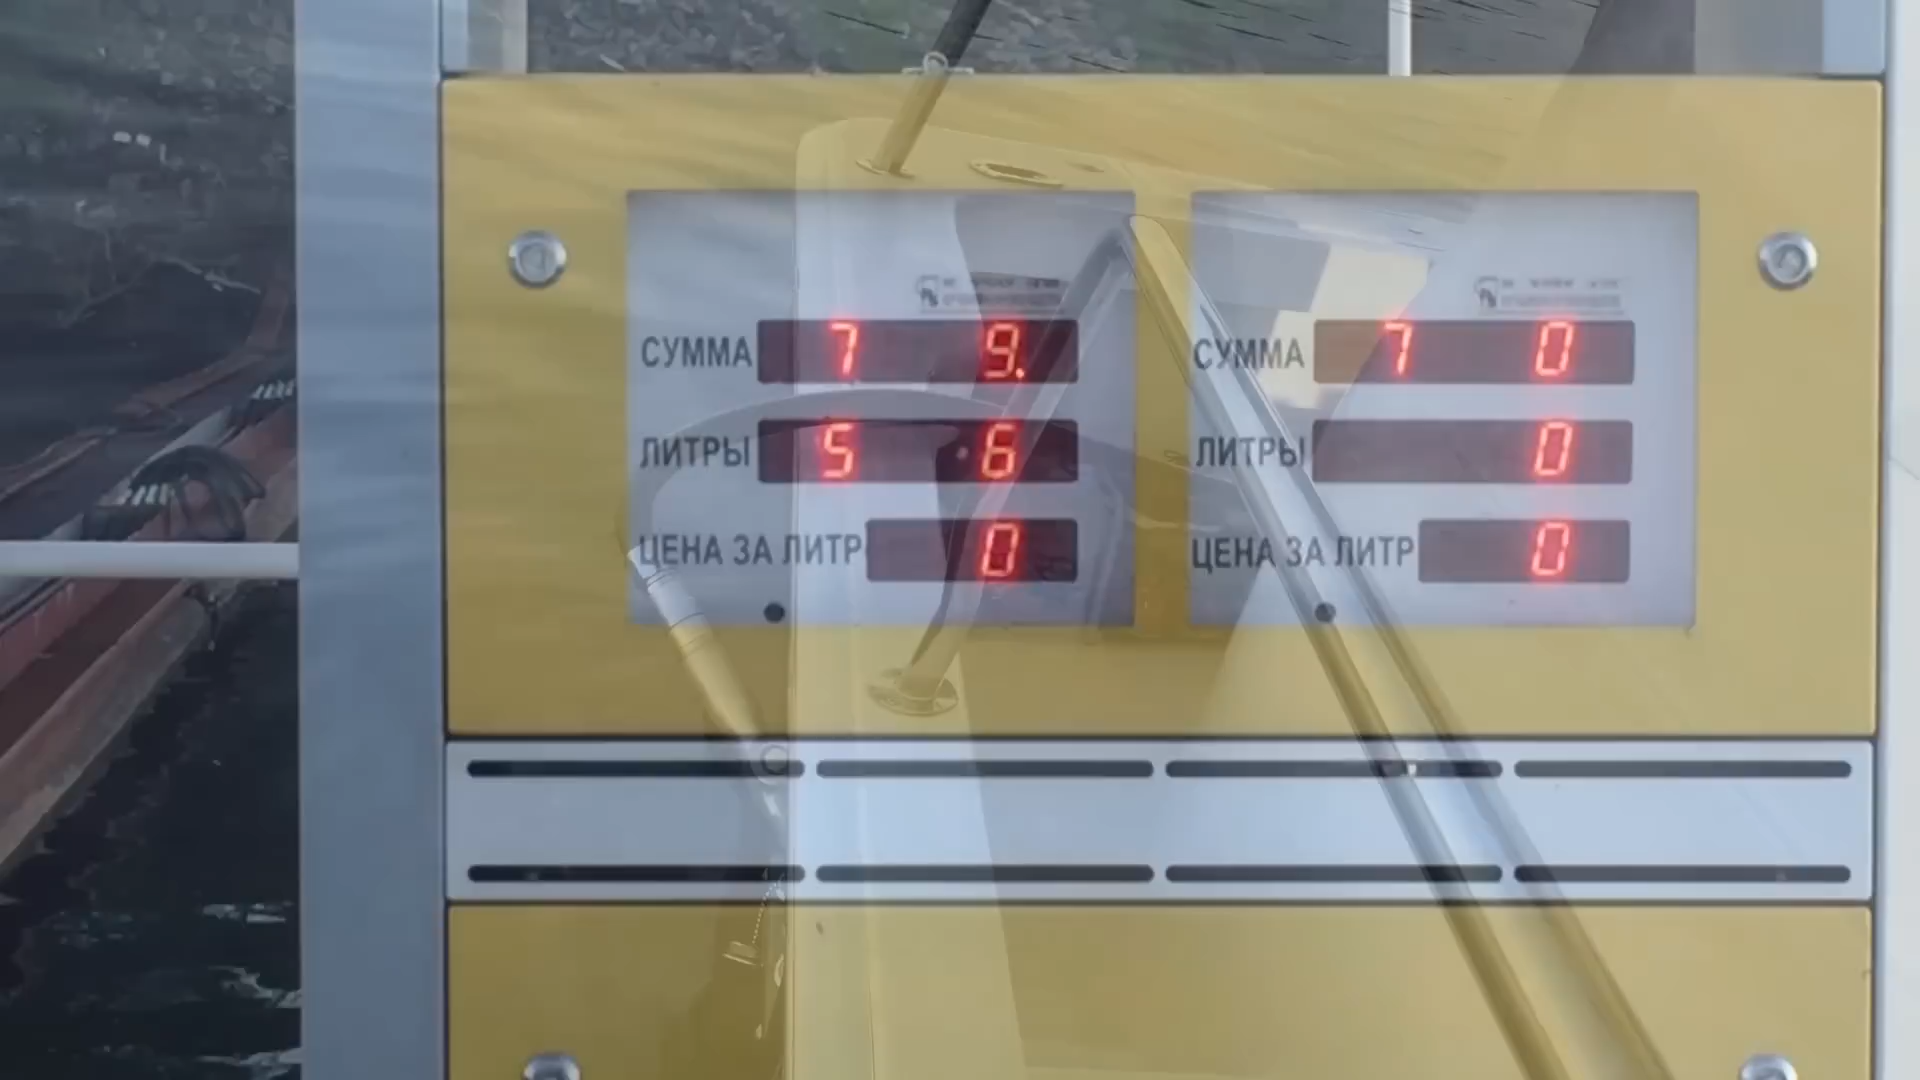 СУММА 7 9.
ЛИТРЫ 5 6
ЦЕНА ЗА ЛИТР 0
СУММА 7 0
ЛИТРЫ 0
ЦЕНА ЗА ЛИТР 0